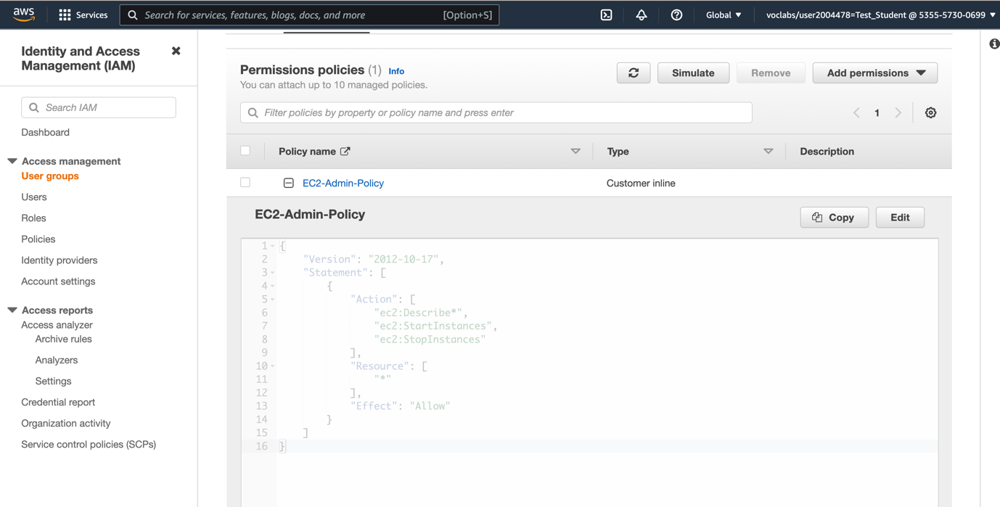 aws
Services
Search for services, features, blogs, docs, and more
[Option+S]
Global
voclabs/user2004478=Test_Student @ 5355-5730-0699
Identity and Access
Management (IAM)
Search IAM
Dashboard
Access management
User groups
Users
Roles
Policies
Identity providers
Account settings
Access reports
Access analyzer
Archive rules
Analyzers
Settings
Credential report
Organization activity
Service control policies (SCPs)
Permissions policies (1) Info
You can attach up to 10 managed policies.
Simulate
Remove
Add permissions
Filter policies by property or policy name and press enter
1
Policy name
Type
Description
EC2-Admin-Policy
Customer inline
EC2-Admin-Policy
Copy
Edit
1 {
2 "Version": "2012-10-17",
3 "Statement": [
4 {
5 "Action": [
6 "ec2:Describe*",
7 "ec2:StartInstances",
8 "ec2:StopInstances"
9 ],
10 "Resource": [
11 "*"
12 ],
13 "Effect": "Allow"
14 }
15 ]
16 }